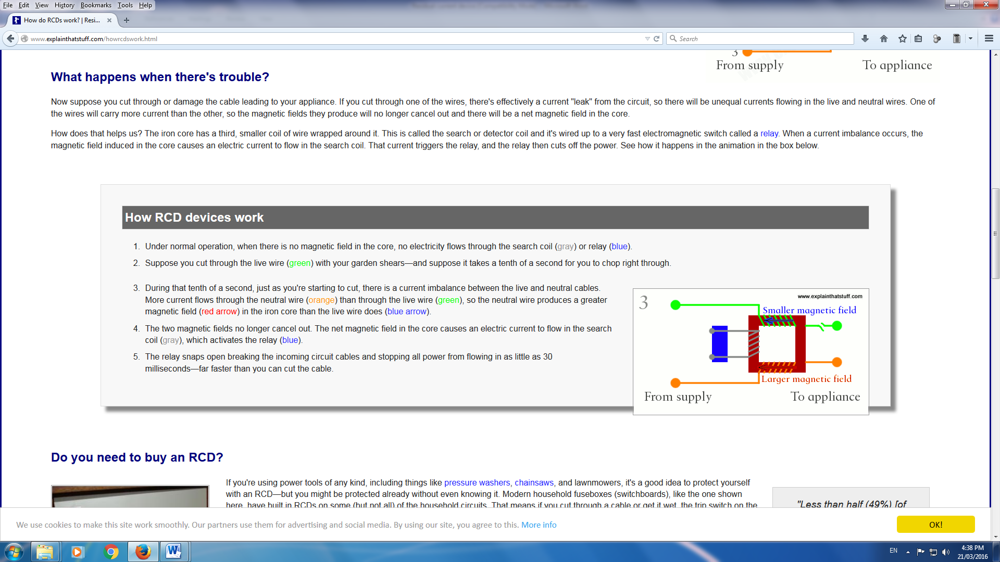 File Edit View History Bookmarks Tools Help
How do RCDs work? | Resi...
www.explainthatstuff.com/howrcdswork.html
Search
3
From supply To appliance
What happens when there's trouble?
Now suppose you cut through or damage the cable leading to your appliance. If you cut through one of the wires, there's effectively a current "leak" from the circuit, so there will be unequal currents flowing in the live and neutral wires. One of
the wires will carry more current than the other, so the magnetic fields they produce will no longer cancel out and there will be a net magnetic field in the core.
How does that helps us? The iron core has a third, smaller coil of wire wrapped around it. This is called the search or detector coil and it's wired up to a very fast electromagnetic switch called a relay. When a current imbalance occurs, the
magnetic field induced in the core causes an electric current to flow in the search coil. That current triggers the relay, and the relay then cuts off the power. See how it happens in the animation in the box below.
How RCD devices work
1. Under normal operation, when there is no magnetic field in the core, no electricity flows through the search coil (gray) or relay (blue).
2. Suppose you cut through the live wire (green) with your garden shears—and suppose it takes a tenth of a second for you to chop right through.
3. During that tenth of a second, just as you're starting to cut, there is a current imbalance between the live and neutral cables.
More current flows through the neutral wire (orange) than through the live wire (green), so the neutral wire produces a greater
magnetic field (red arrow) in the iron core than the live wire does (blue arrow).
4. The two magnetic fields no longer cancel out. The net magnetic field in the core causes an electric current to flow in the search
coil (gray), which activates the relay (blue).
5. The relay snaps open breaking the incoming circuit cables and stopping all power from flowing in as little as 30
milliseconds—far faster than you can cut the cable.
www.explainthatstuff.com
3
Smaller magnetic field
Larger magnetic field
From supply To appliance
Do you need to buy an RCD?
If you're using power tools of any kind, including things like pressure washers, chainsaws, and lawnmowers, it's a good idea to protect yourself
with an RCD—but you might be protected already without even knowing it. Modern household fuseboxes (switchboards), like the one shown
here, have built in RCDs on some (but not all) of the household circuits. That means if you cut through a cable or get it wet, the trip switch on the
"Less than half (49%) [of
We use cookies to make this site work smoothly. Our partners use them for advertising and social media. By using our site, you agree to this. More info
OK!
EN
4:38 PM
21/03/2016